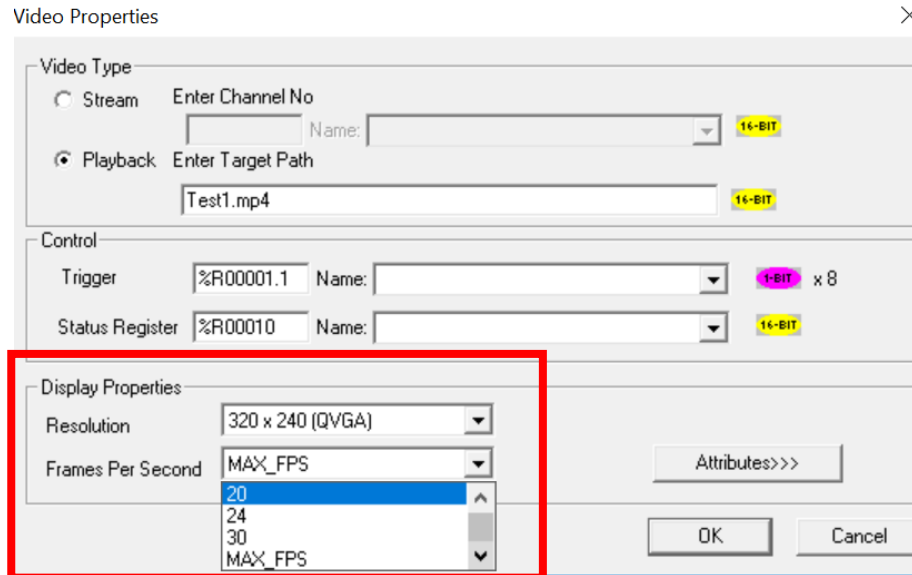 Video Properties
Video Type
Stream Enter Channel No
Name: 16-BIT
Playback Enter Target Path
Test1.mp4 16-BIT
Control
Trigger %R00001.1 Name: 1-BIT x 8
Status Register %R00010 Name: 16-BIT
Display Properties
Resolution 320 x 240 (QVGA)
Frames Per Second MAX_FPS Attributes>>>
20
24
30
MAX_FPS
OK Cancel